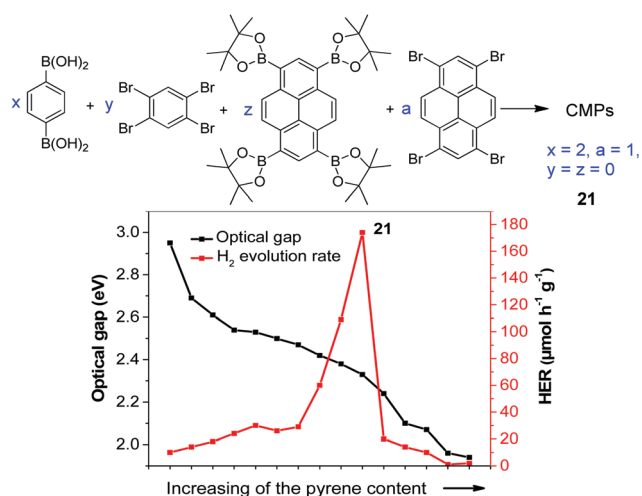 B(OH)2
x
B(OH)2
+
y
Br
Br
Br
Br
+
z
O
B
O
O
B
O
O
B
O
O
B
O
+
a
Br
Br
Br
Br
CMPs
x = 2, a = 1,
y = z = 0
21
Optical gap
H2 evolution rate
21
Optical gap (eV)
3.0
2.8
2.6
2.4
2.2
2.0
180
160
140
120
100
80
60
40
20
0
HER (μmol h-1 g-1)
Increasing of the pyrene content